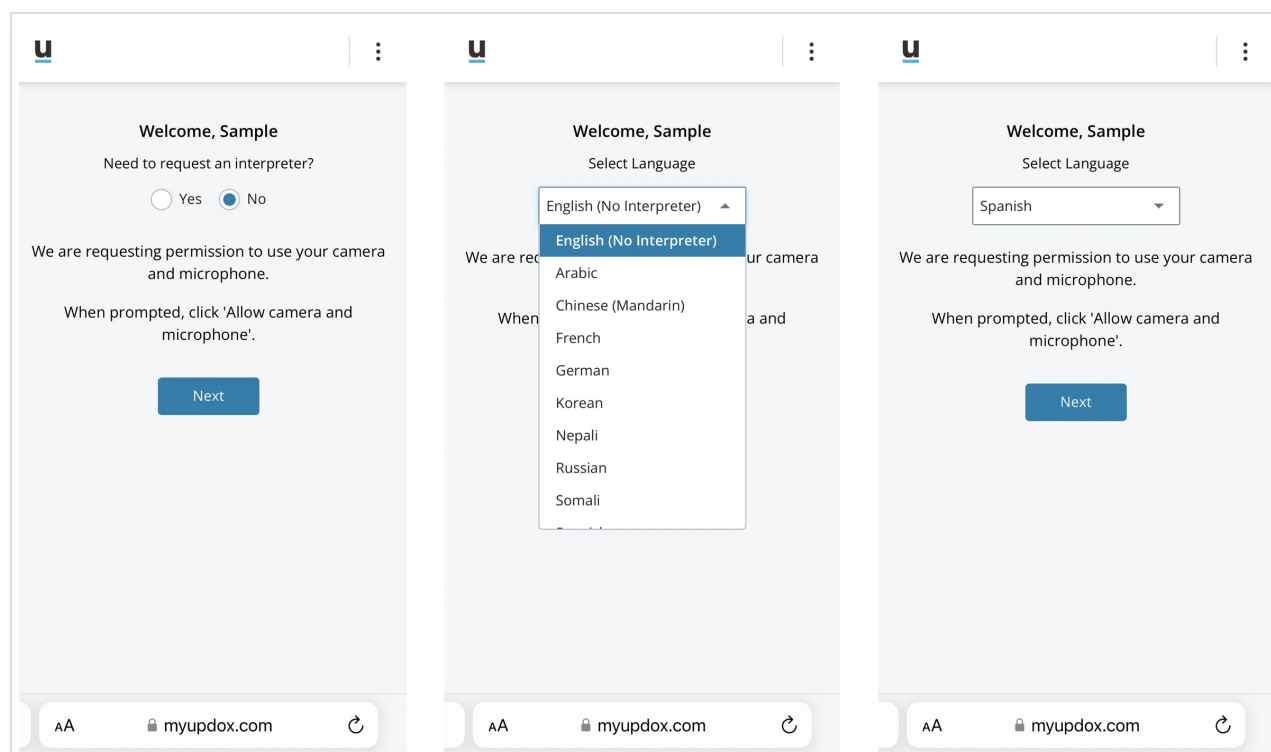 u
Welcome, Sample
Need to request an interpreter?
Yes No
We are requesting permission to use your camera
and microphone.
When prompted, click 'Allow camera and
microphone'.
Next
AA myupdox.com
u
Welcome, Sample
Select Language
English (No Interpreter)
English (No Interpreter)
We are req ur camera
Arabic
Chinese (Mandarin)
When a and
French
German
Korean
Nepali
Russian
Somali
AA myupdox.com
u
Welcome, Sample
Select Language
Spanish
We are requesting permission to use your camera
and microphone.
When prompted, click 'Allow camera and
microphone'.
Next
AA myupdox.com